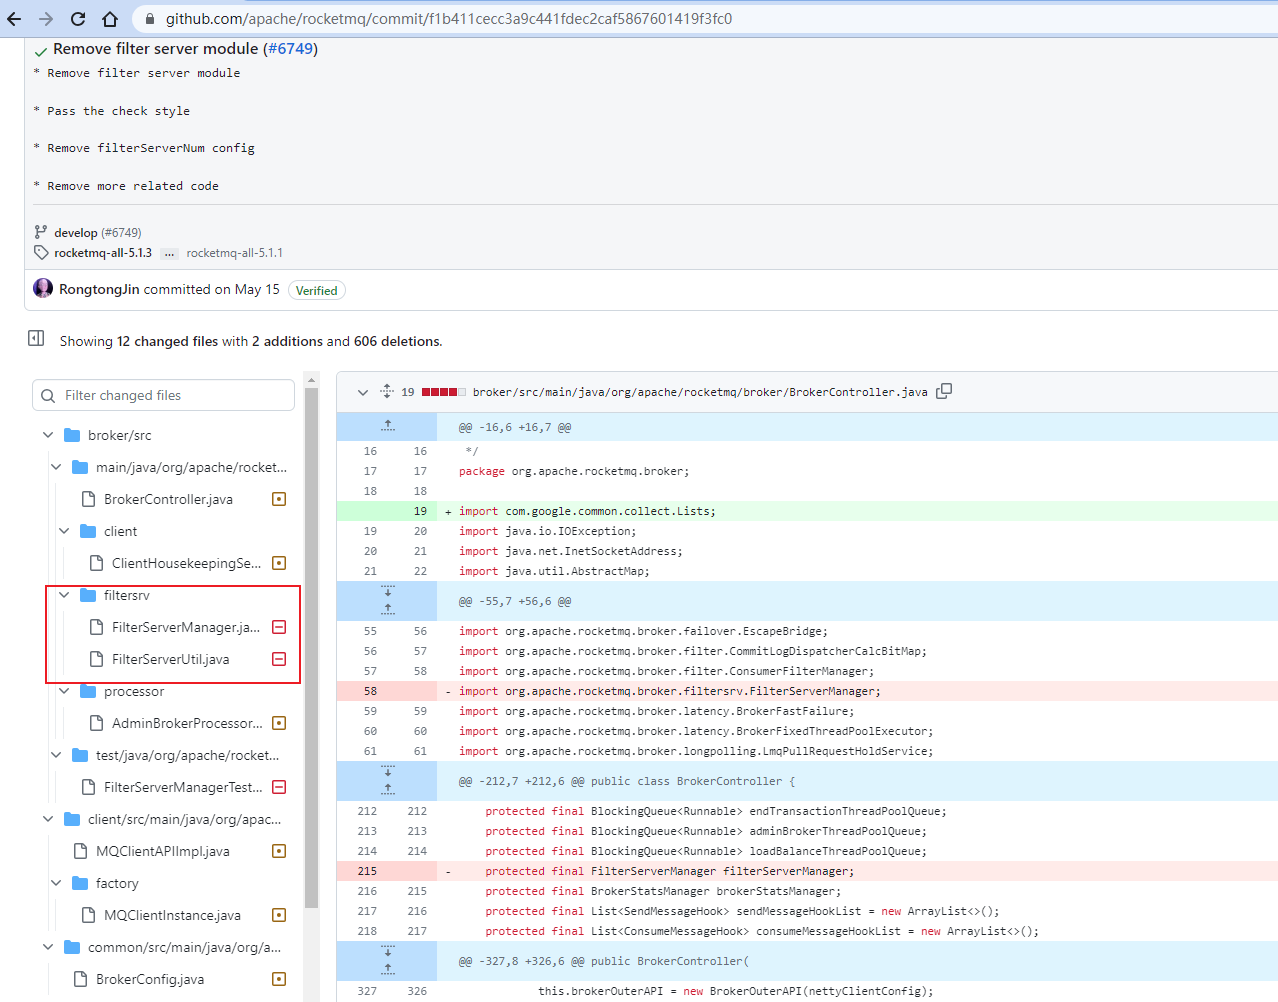 github.com/apache/rocketmq/commit/f1b411cecc3a9c441fdec2caf5867601419f3fc0
Remove filter server module (#6749)
* Remove filter server module
* Pass the check style
* Remove filterServerNum config
* Remove more related code
develop (#6749)
rocketmq-all-5.1.3 ... rocketmq-all-5.1.1
RongtongJin committed on May 15 Verified
Showing 12 changed files with 2 additions and 606 deletions.
Filter changed files
broker/src
main/java/org/apache/rocket...
BrokerController.java
client
ClientHousekeepingSe...
filtersrv
FilterServerManager.ja...
FilterServerUtil.java
processor
AdminBrokerProcessor...
test/java/org/apache/rocket...
FilterServerManagerTest...
client/src/main/java/org/apac...
MQClientAPIImpl.java
factory
MQClientInstance.java
common/src/main/java/org/a...
BrokerConfig.java
19 broker/src/main/java/org/apache/rocketmq/broker/BrokerController.java
@@ -16,6 +16,7 @@
16 16 */
17 17 package org.apache.rocketmq.broker;
18 18
19 + import com.google.common.collect.Lists;
19 20 import java.io.IOException;
20 21 import java.net.InetSocketAddress;
21 22 import java.util.AbstractMap;
@@ -55,7 +56,6 @@
55 56 import org.apache.rocketmq.broker.failover.EscapeBridge;
56 57 import org.apache.rocketmq.broker.filter.CommitLogDispatcherCalcBitMap;
57 58 import org.apache.rocketmq.broker.filter.ConsumerFilterManager;
58 - import org.apache.rocketmq.broker.filtersrv.FilterServerManager;
59 59 import org.apache.rocketmq.broker.latency.BrokerFastFailure;
60 60 import org.apache.rocketmq.broker.latency.BrokerFixedThreadPoolExecutor;
61 61 import org.apache.rocketmq.broker.longpolling.LmqPullRequestHoldService;
@@ -212,7 +212,6 @@ public class BrokerController {
212 212 protected final BlockingQueue<Runnable> endTransactionThreadPoolQueue;
213 213 protected final BlockingQueue<Runnable> adminBrokerThreadPoolQueue;
214 214 protected final BlockingQueue<Runnable> loadBalanceThreadPoolQueue;
215 - protected final FilterServerManager filterServerManager;
216 215 protected final BrokerStatsManager brokerStatsManager;
217 216 protected final List<SendMessageHook> sendMessageHookList = new ArrayList<>();
218 217 protected final List<ConsumeMessageHook> consumeMessageHookList = new ArrayList<>();
@@ -327,8 +326,6 @@ public BrokerController(
327 326 this.brokerOuterAPI = new BrokerOuterAPI(nettyClientConfig);